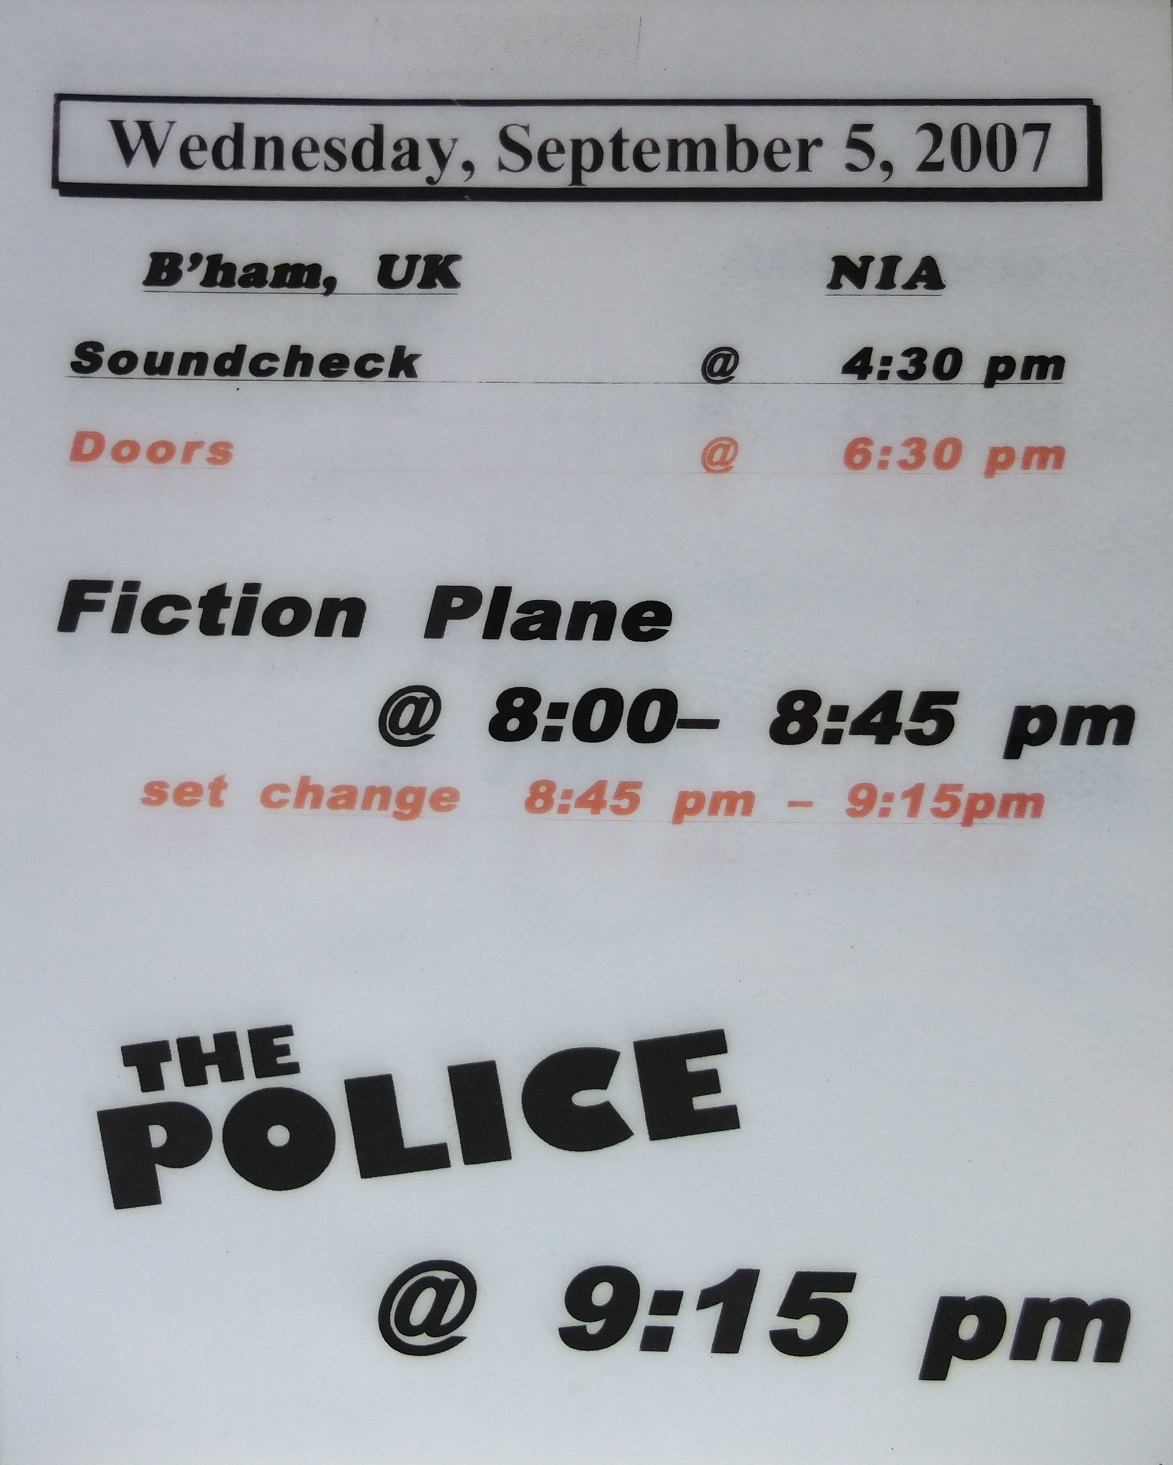 Wednesday, September 5, 2007
B'ham, UK NIA
Soundcheck @ 4:30 pm
Doors @ 6:30 pm
Fiction Plane
@ 8:00– 8:45 pm
set change 8:45 pm – 9:15pm
THE
POLICE
@ 9:15 pm